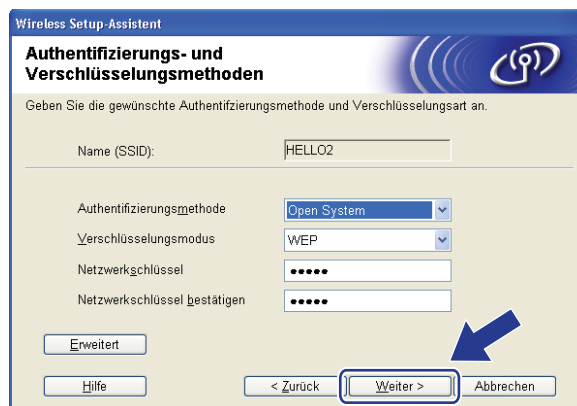 Wireless Setup-Assistent
Authentifizierungs- und
Verschlüsselungsmethoden
Geben Sie die gewünschte Authentifzierungsmethode und Verschlüsselungsart an.
Name (SSID): HELLO2
Authentifizierungsmethode Open System
Verschlüsselungsmodus WEP
Netzwerkschlüssel •••••
Netzwerkschlüssel bestätigen •••••
Erweitert
Hilfe < Zurück Weiter > Abbrechen